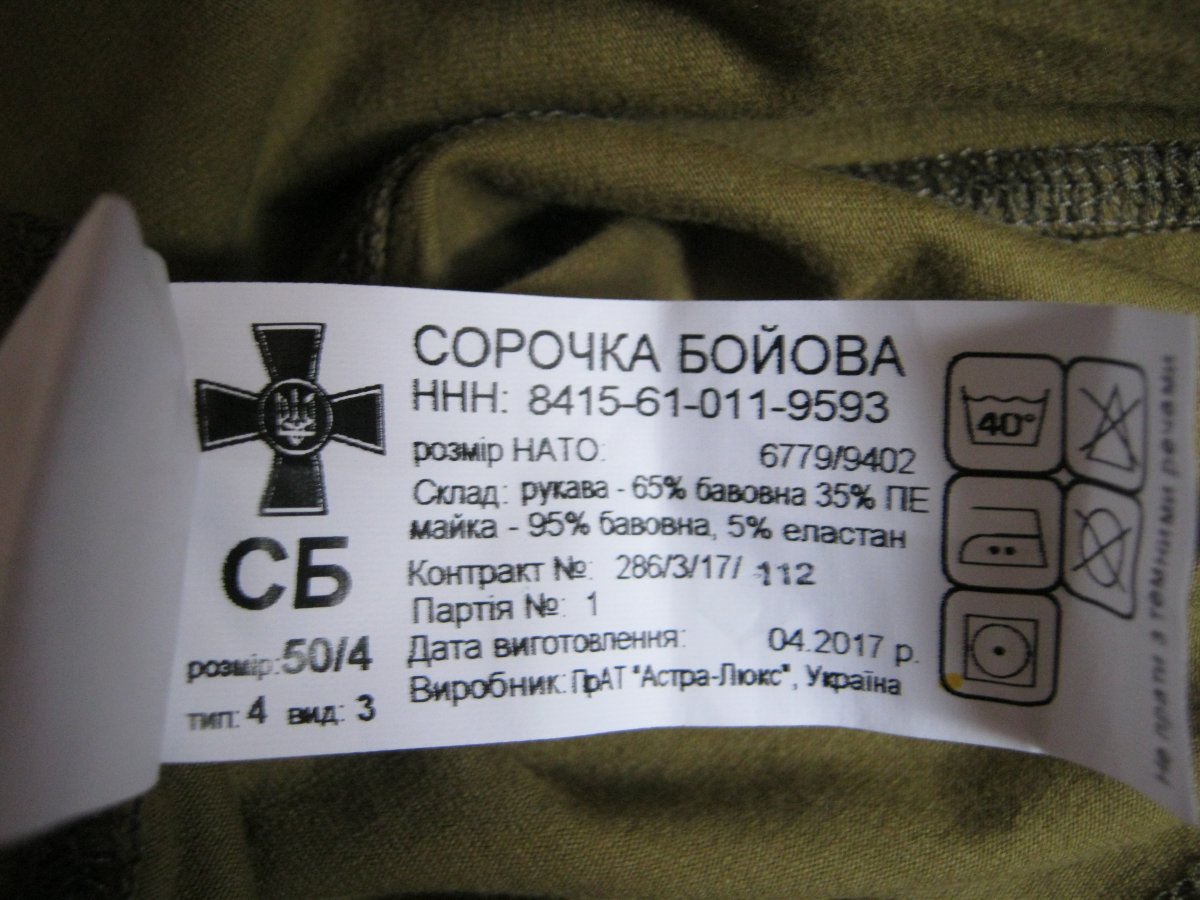 СОРОЧКА БОЙОВА
ННН: 8415-61-011-9593
розмір НАТО: 6779/9402
Склад: рукава - 65% бавовна 35% ПЕ
майка - 95% бавовна, 5% еластан
Контракт №: 286/3/17/ 112
Партія №: 1
Дата виготовлення: 04.2017 р.
Виробник: ПрАТ "Астра-Люкс", Україна
СБ
розмір: 50/4
тип: 4 вид: 3
40°
Не прати з темними речами